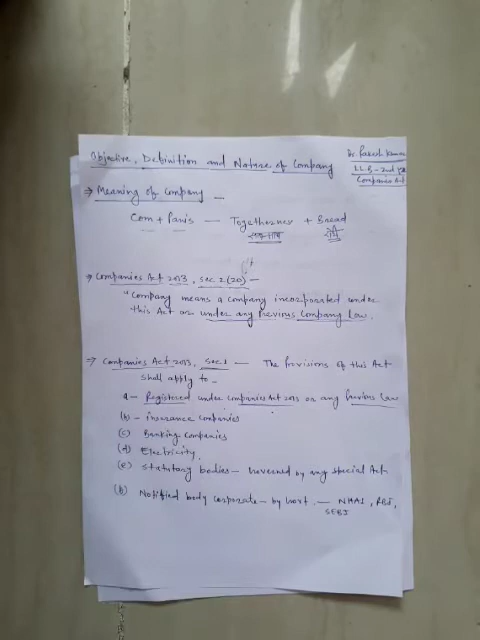 Objective, Definition and Nature of Company
Dr. Rakesh Kumar
LL.B - 2nd yr
Companies Act
⇒ Meaning of company -
Com + Panis — Togetherness + Bread
साथ-साथ रोटी
⇒ Companies Act 2013, Sec 2(20) -
"Company means a company incorporated under
this Act or under any Previous Company Law.
⇒ Companies Act 2013, Sec 1 — The Provisions of this Act
shall apply to -
a - Registered under Companies Act 2013 or any Previous Law
(b) - insurance companies
(c) Banking Companies
(d) Electricity.
(e) Statutory bodies - Governed by any special Act.
(f) Notified body corporate - by Govt. — NHAI, RBI,
SEBI